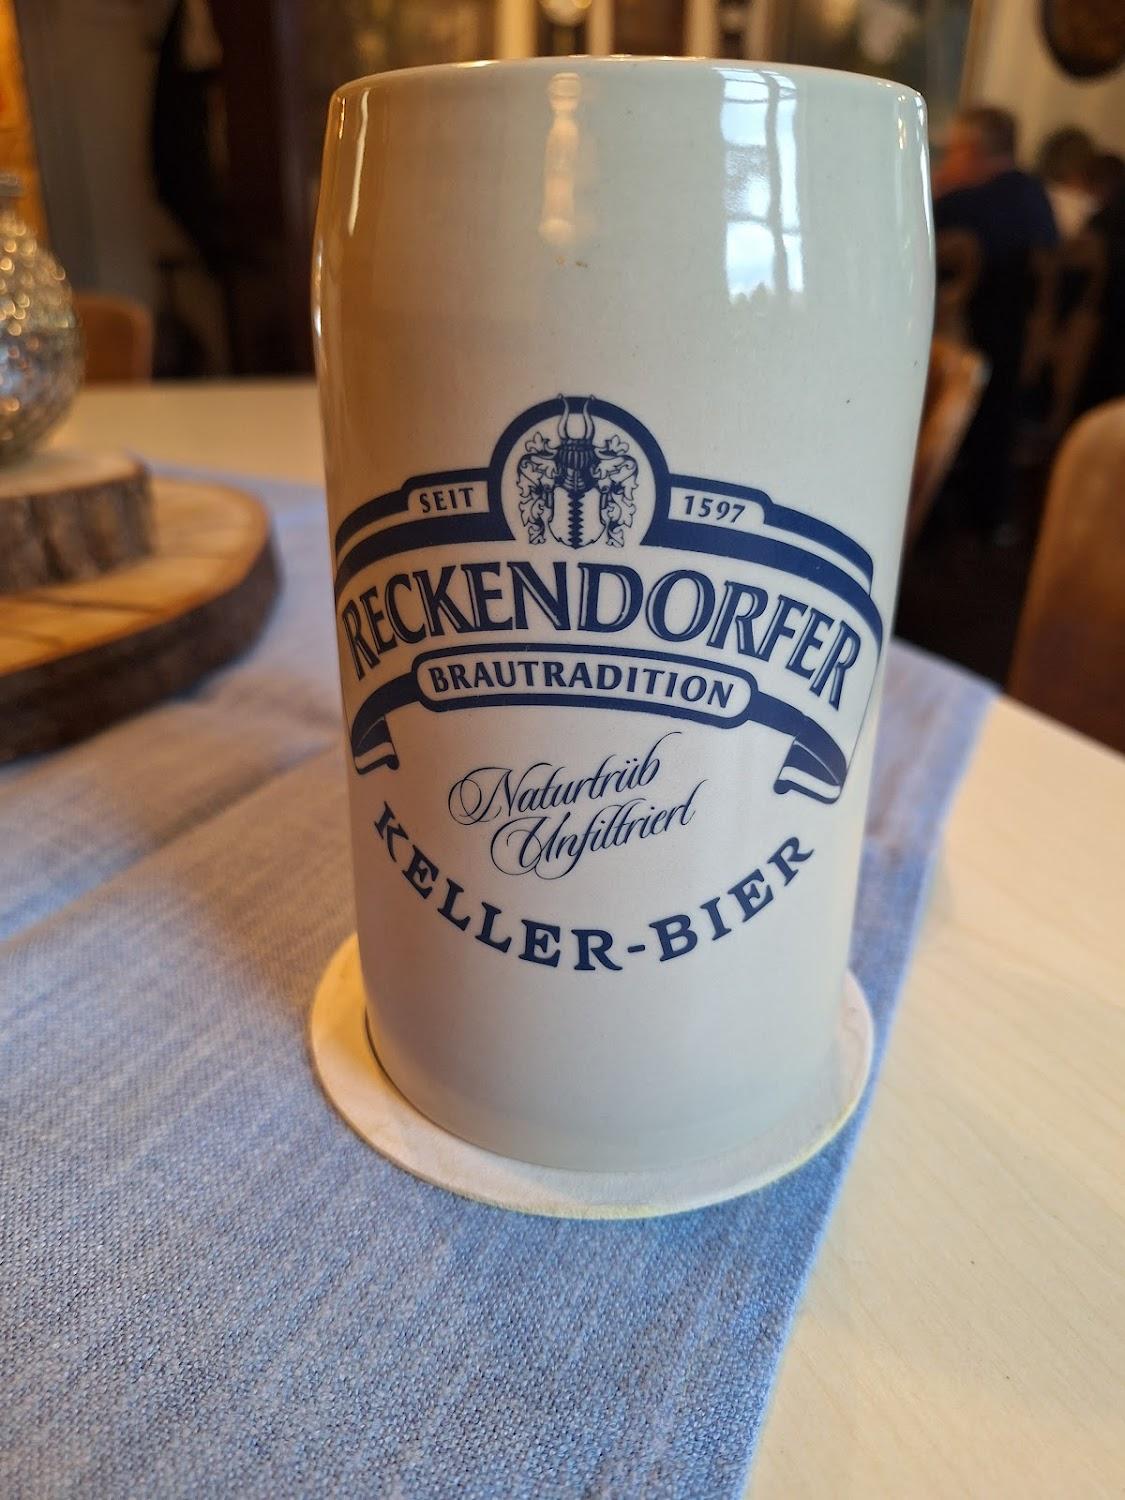 SEIT 1597
RECKENDORFER
BRAUTRADITION
Naturtrüb
Unfiltriert
KELLER-BIER